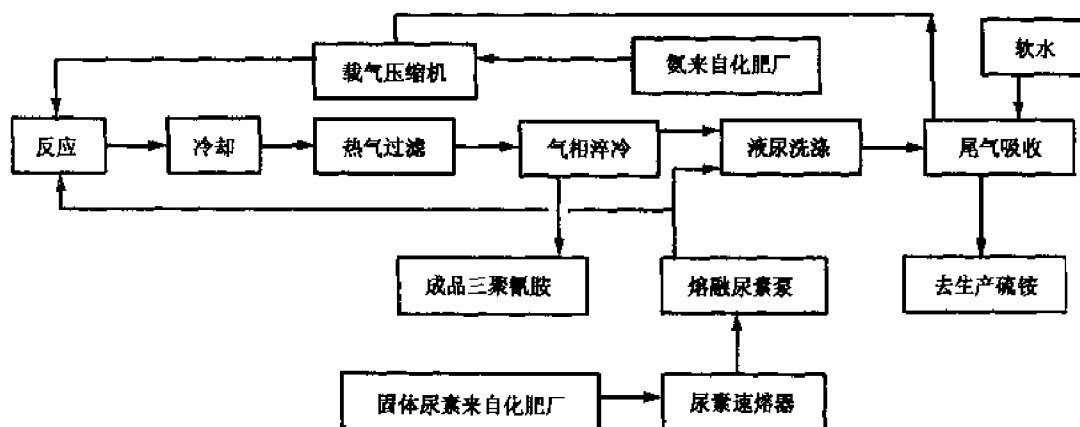 载气压缩机
氨来自化肥厂
软水
反应
冷却
热气过滤
气相淬冷
液尿洗涤
尾气吸收
成品三聚氰胺
熔融尿素泵
去生产硫铵
固体尿素来自化肥厂
尿素速熔器